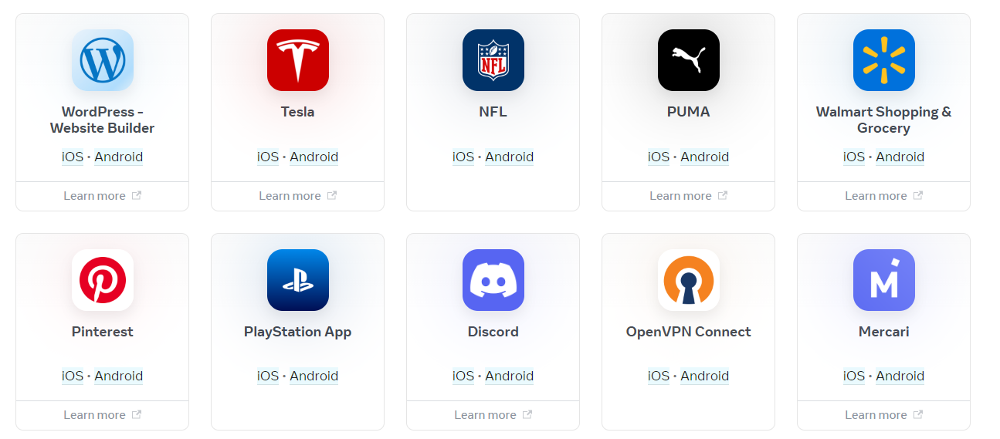 NFL
WordPress -
Website Builder
Tesla
NFL
PUMA
Walmart Shopping &
Grocery
iOS • Android
iOS • Android
iOS • Android
iOS • Android
iOS • Android
Learn more
Learn more
Learn more
Learn more
Pinterest
PlayStation App
Discord
OpenVPN Connect
Mercari
iOS • Android
iOS • Android
iOS • Android
iOS • Android
iOS • Android
Learn more
Learn more
Learn more